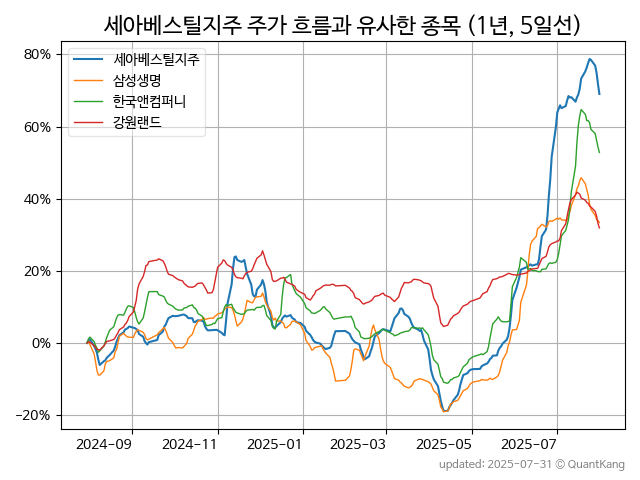 세아베스틸지주 주가 흐름과 유사한 종목 (1년, 5일선)
세아베스틸지주
삼성생명
한국앤컴퍼니
강원랜드
80%
60%
40%
20%
0%
−20%
2024−09
2024−11
2025−01
2025−03
2025−05
2025−07
updated: 2025-07-31 © QuantKang